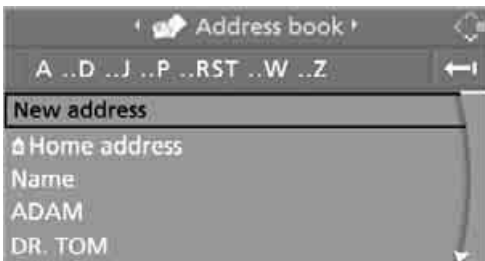 Address book
A ..D ..J ..P ..RST ..W ..Z
New address
Home address
Name
ADAM
DR. TOM